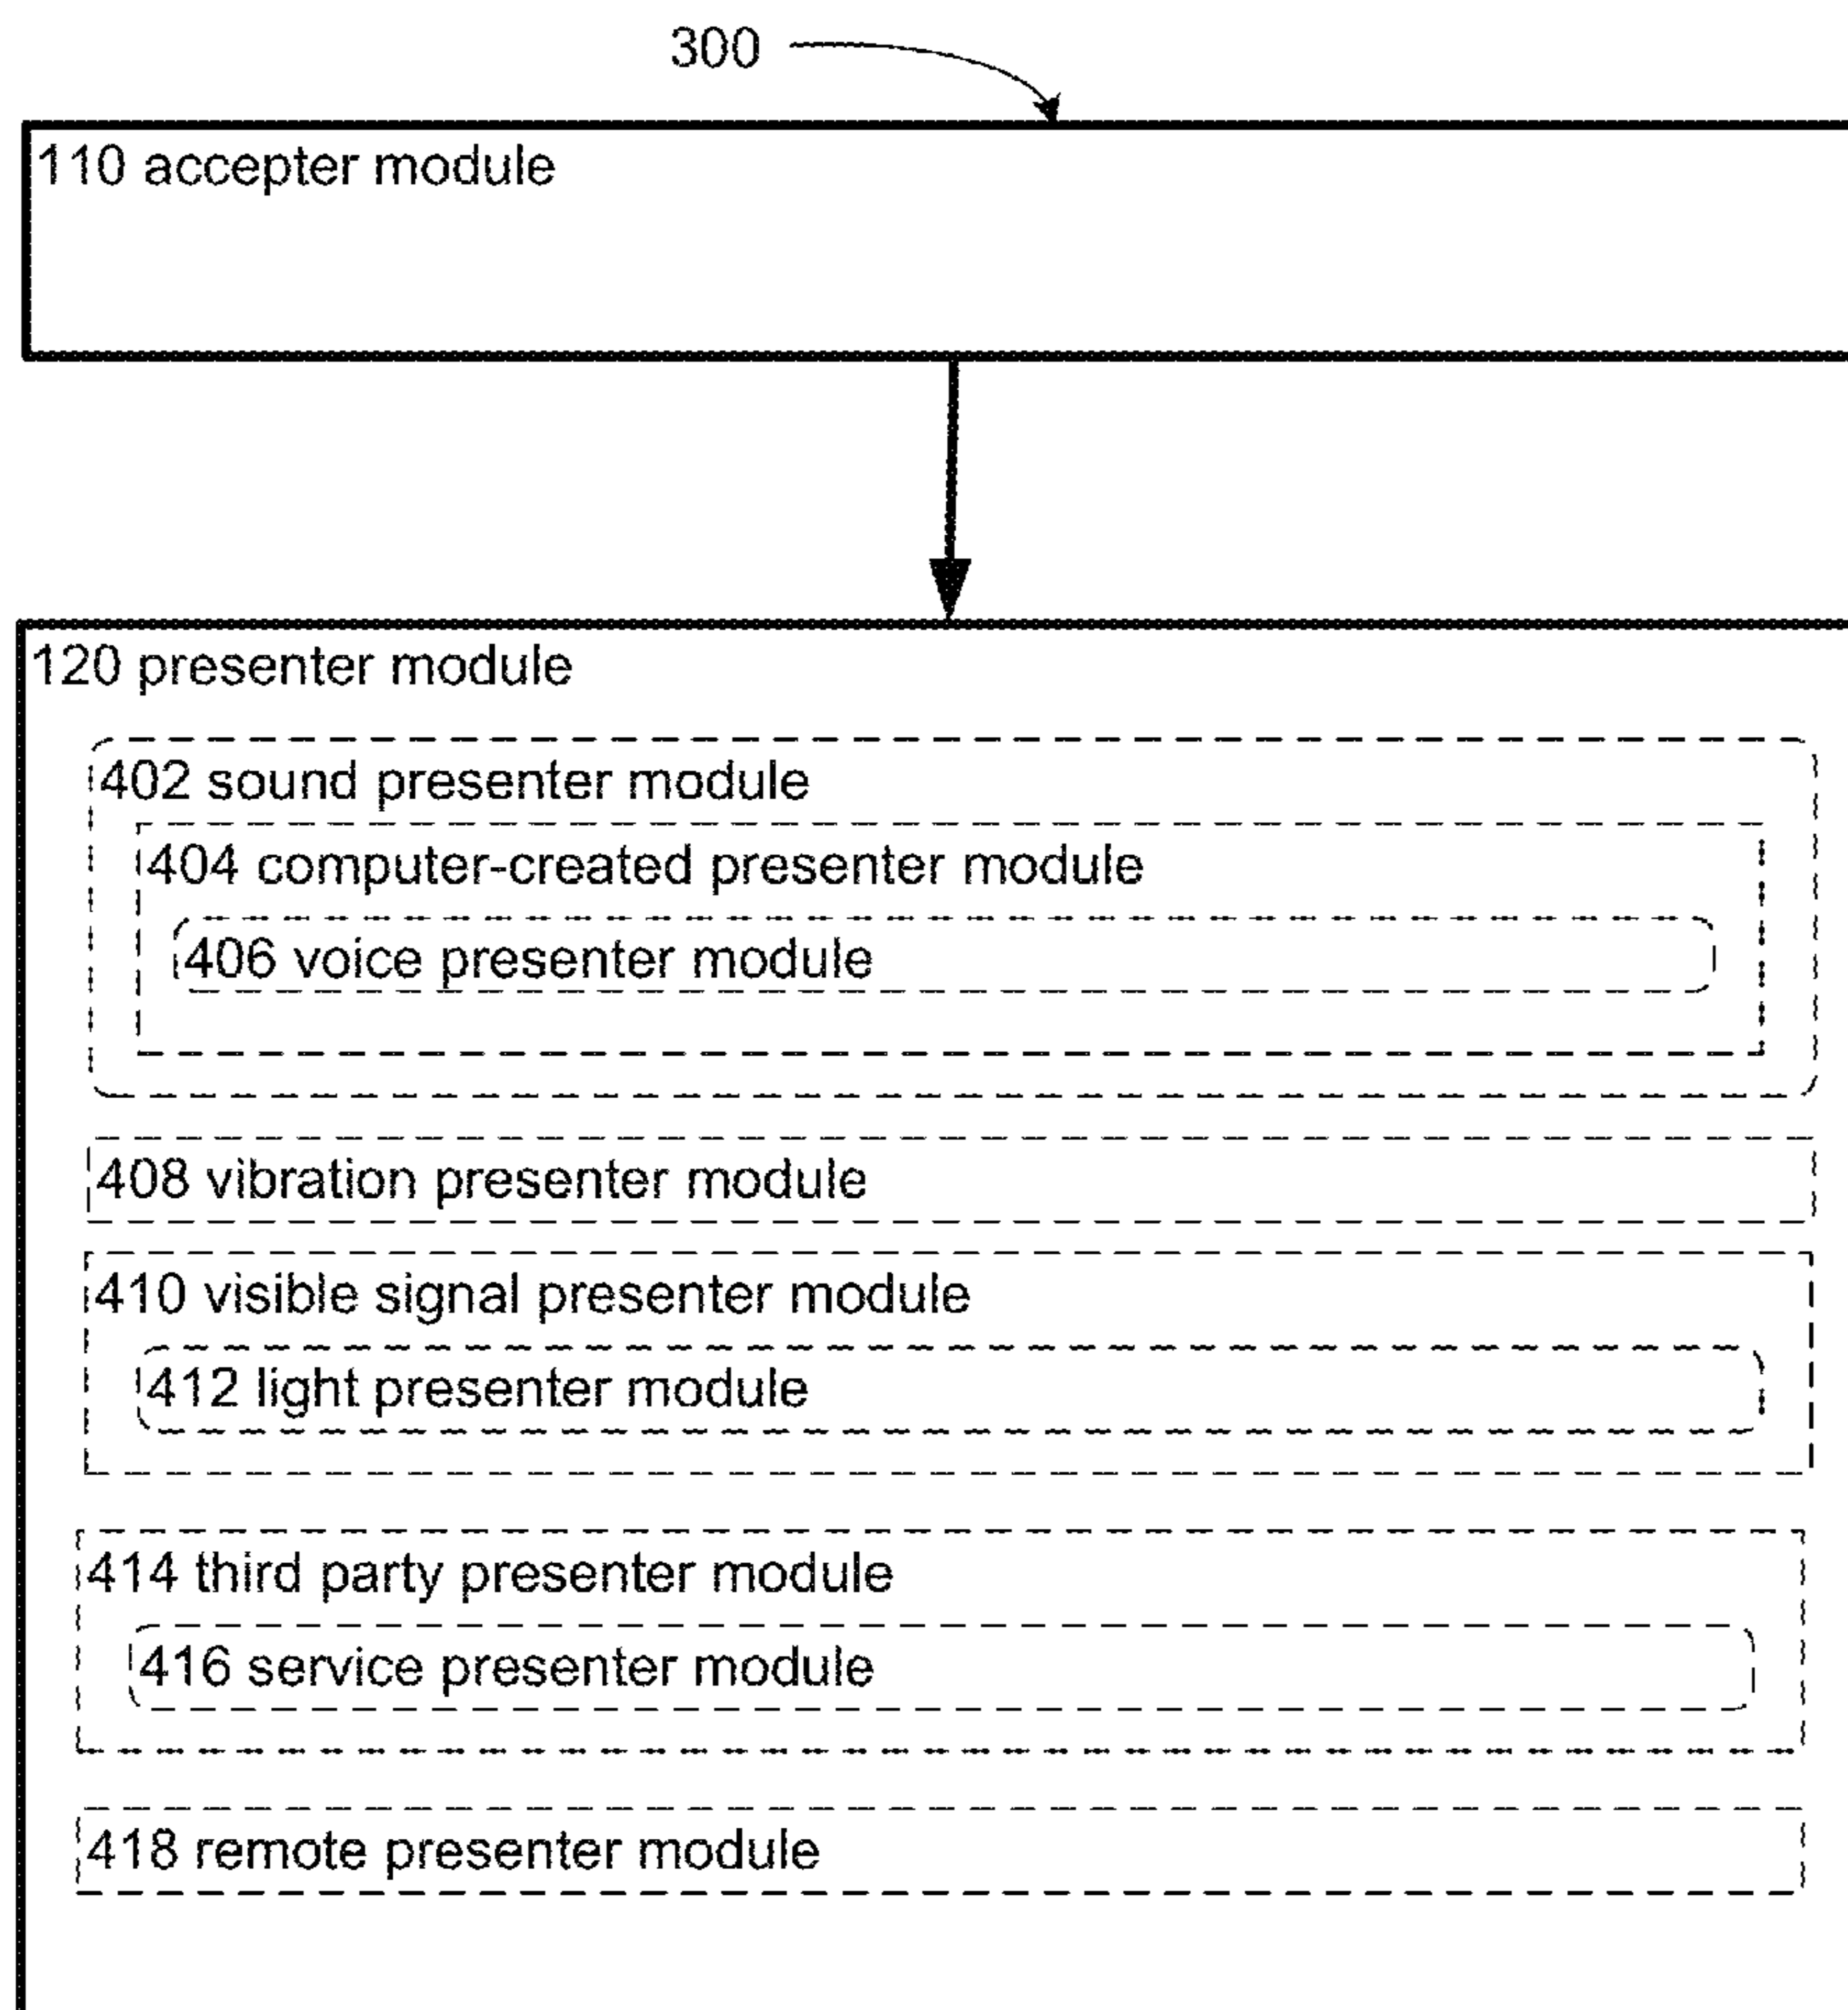 300
110 accepter module
120 presenter module
402 sound presenter module
404 computer-created presenter module
406 voice presenter module
408 vibration presenter module
410 visible signal presenter module
412 light presenter module
414 third party presenter module
416 service presenter module
418 remote presenter module